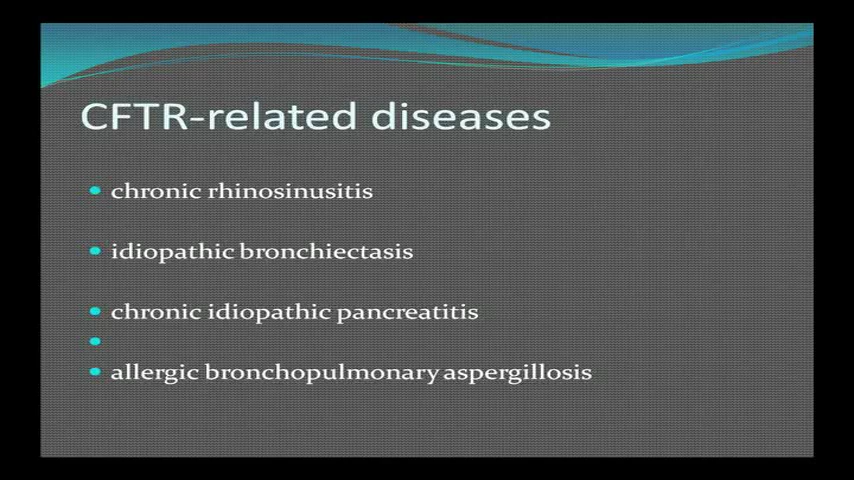 CFTR-related diseases
chronic rhinosinusitis
idiopathic bronchiectasis
chronic idiopathic pancreatitis
allergic bronchopulmonary aspergillosis